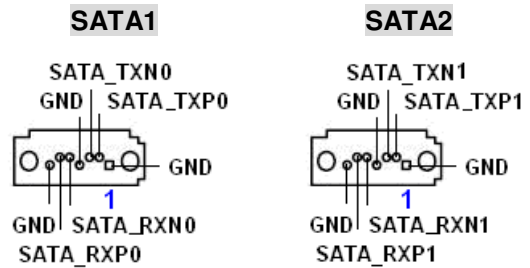 SATA1 SATA2
SATA_TXN0 SATA_TXN1
GND SATA_TXP0 GND SATA_TXP1
GND GND
1 1
GND SATA_RXN0 GND SATA_RXN1
SATA_RXP0 SATA_RXP1